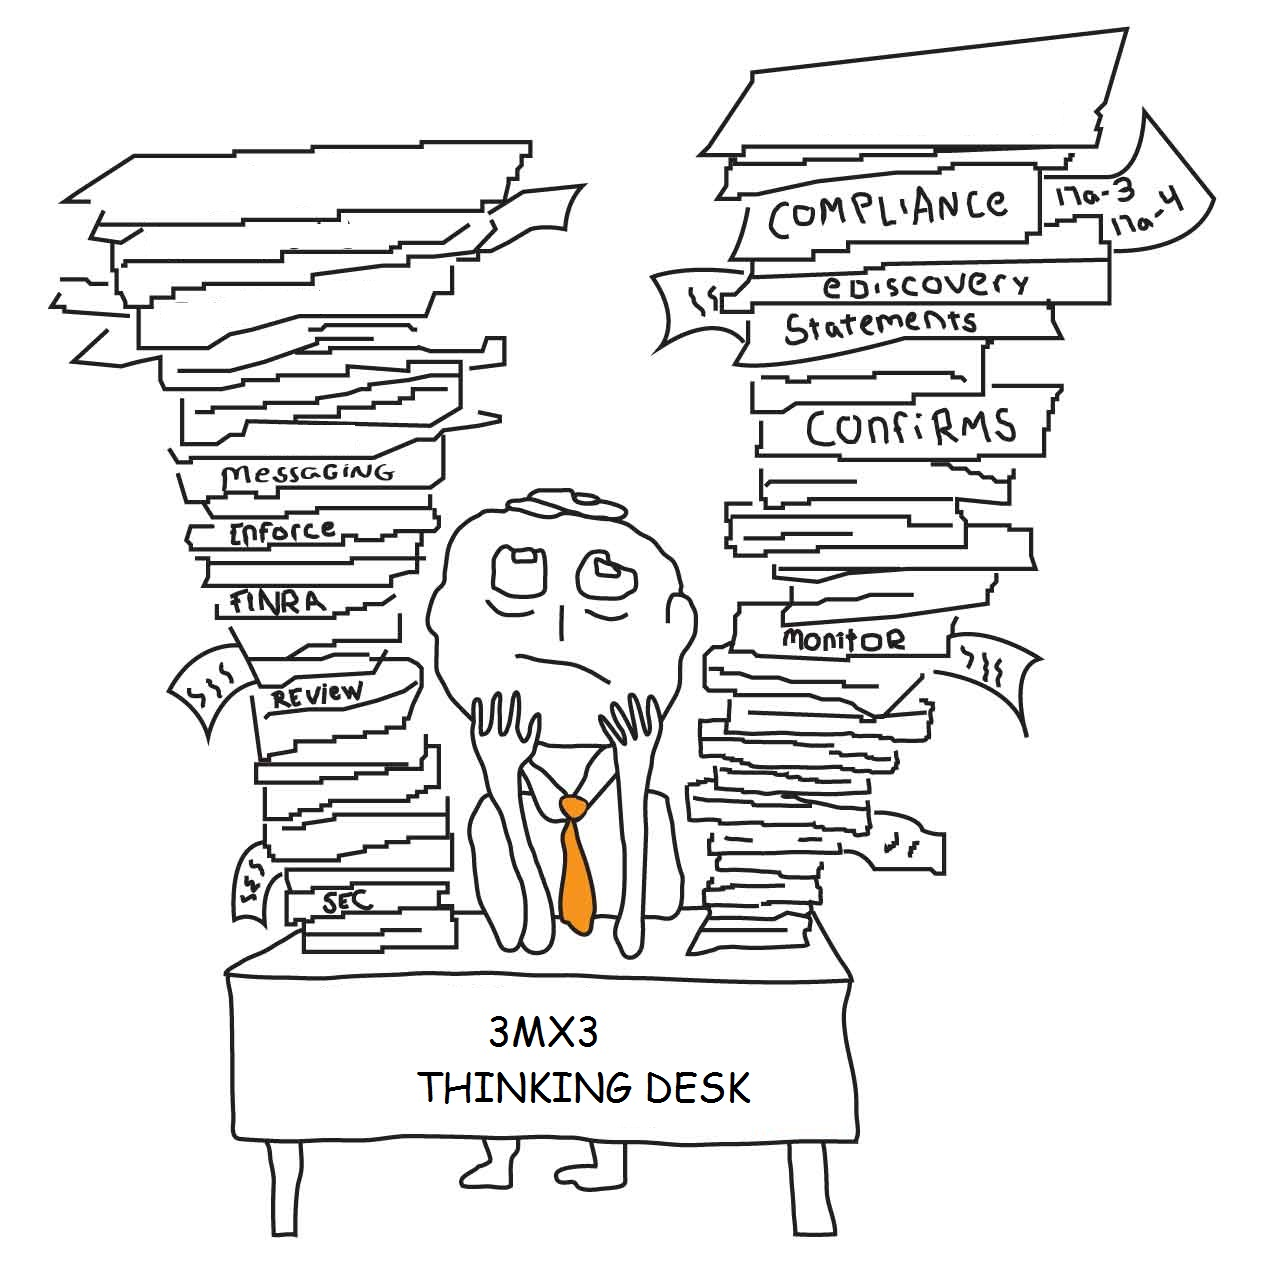 COMPLIANCE
17a-3
17a-4
eDiscovery
Statements
Confirms
Messaging
Enforce
FINRA
Monitor
Review
SEC
3MX3
THINKING DESK